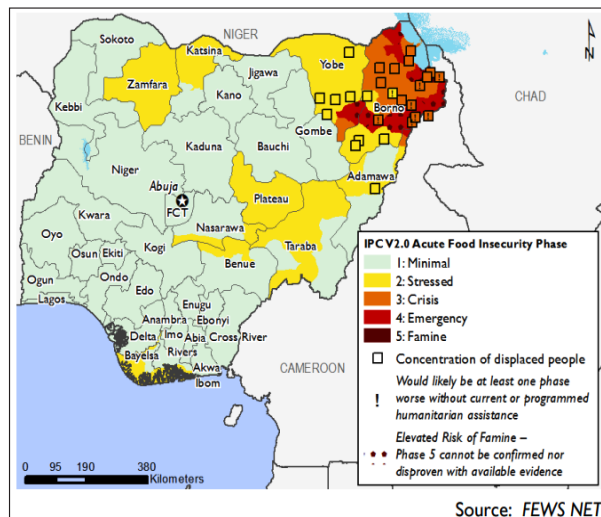 NIGER
Sokoto
Katsina
Jigawa
Yobe
Zamfara
Kano
Borno
CHAD
Kebbi
BENIN
Gombe
Kaduna
Bauchi
Niger
Adamawa
Abuja
FCT
Plateau
Kwara
Nasarawa
Oyo
Kogi
Taraba
Osun
Ekiti
Benue
Ogun
Ondo
Edo
Lagos
Enugu
Anambra
Ebonyi
Delta
Imo
Abia
Cross River
Bayelsa
Rivers
Akwa
Ibom
CAMEROON
IPC V2.0 Acute Food Insecurity Phase
1: Minimal
2: Stressed
3: Crisis
4: Emergency
5: Famine
Concentration of displaced people
Would likely be at least one phase
worse without current or programmed
humanitarian assistance
!
Elevated Risk of Famine –
Phase 5 cannot be confirmed nor
disproven with available evidence
0 95 190 380
Kilometers
N
Source: FEWS NET